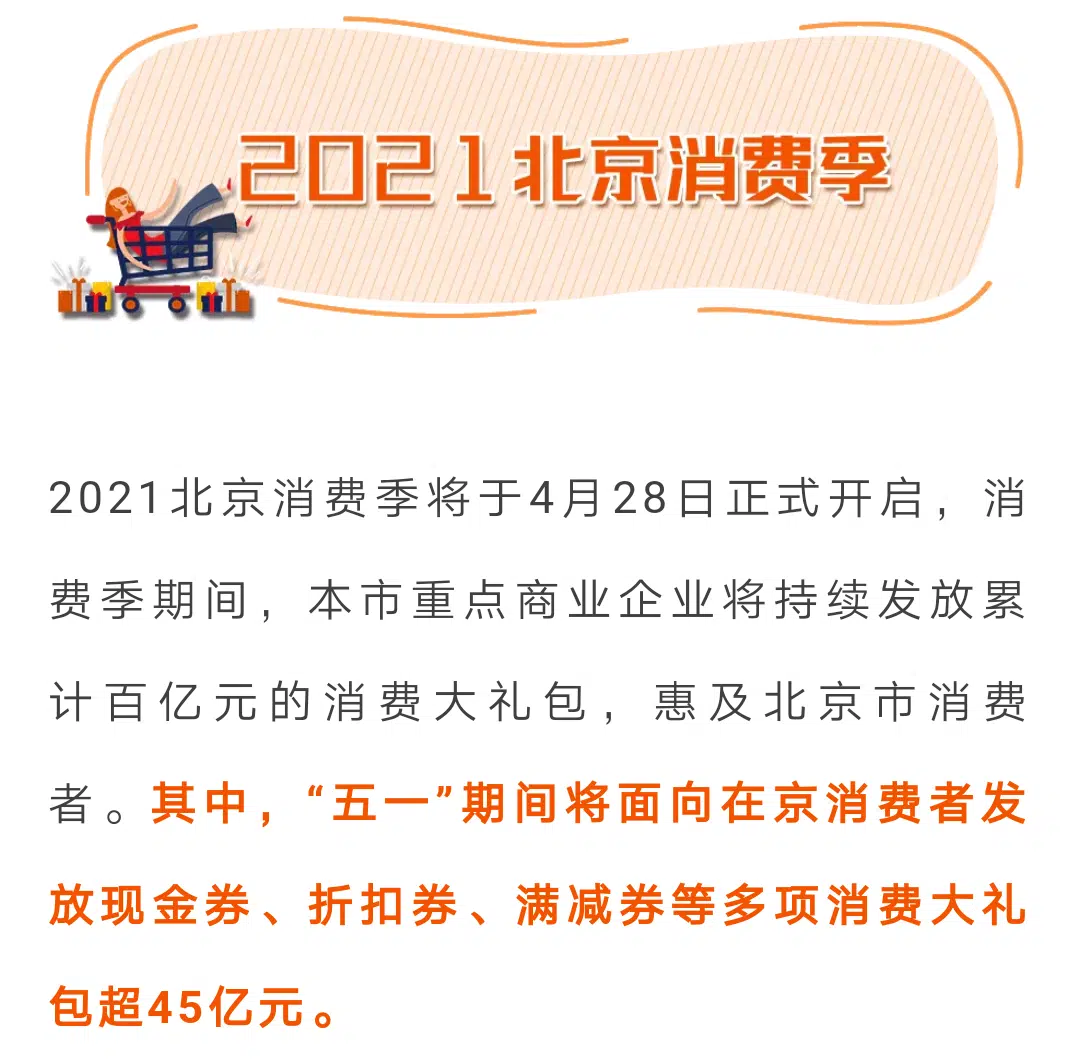 2021北京消费季
2021北京消费季将于4月28日正式开启，消
费季期间，本市重点商业企业将持续发放累
计百亿元的消费大礼包，惠及北京市消费
者。其中，“五一”期间将面向在京消费者发
放现金券、折扣券、满减券等多项消费大礼
包超45亿元。